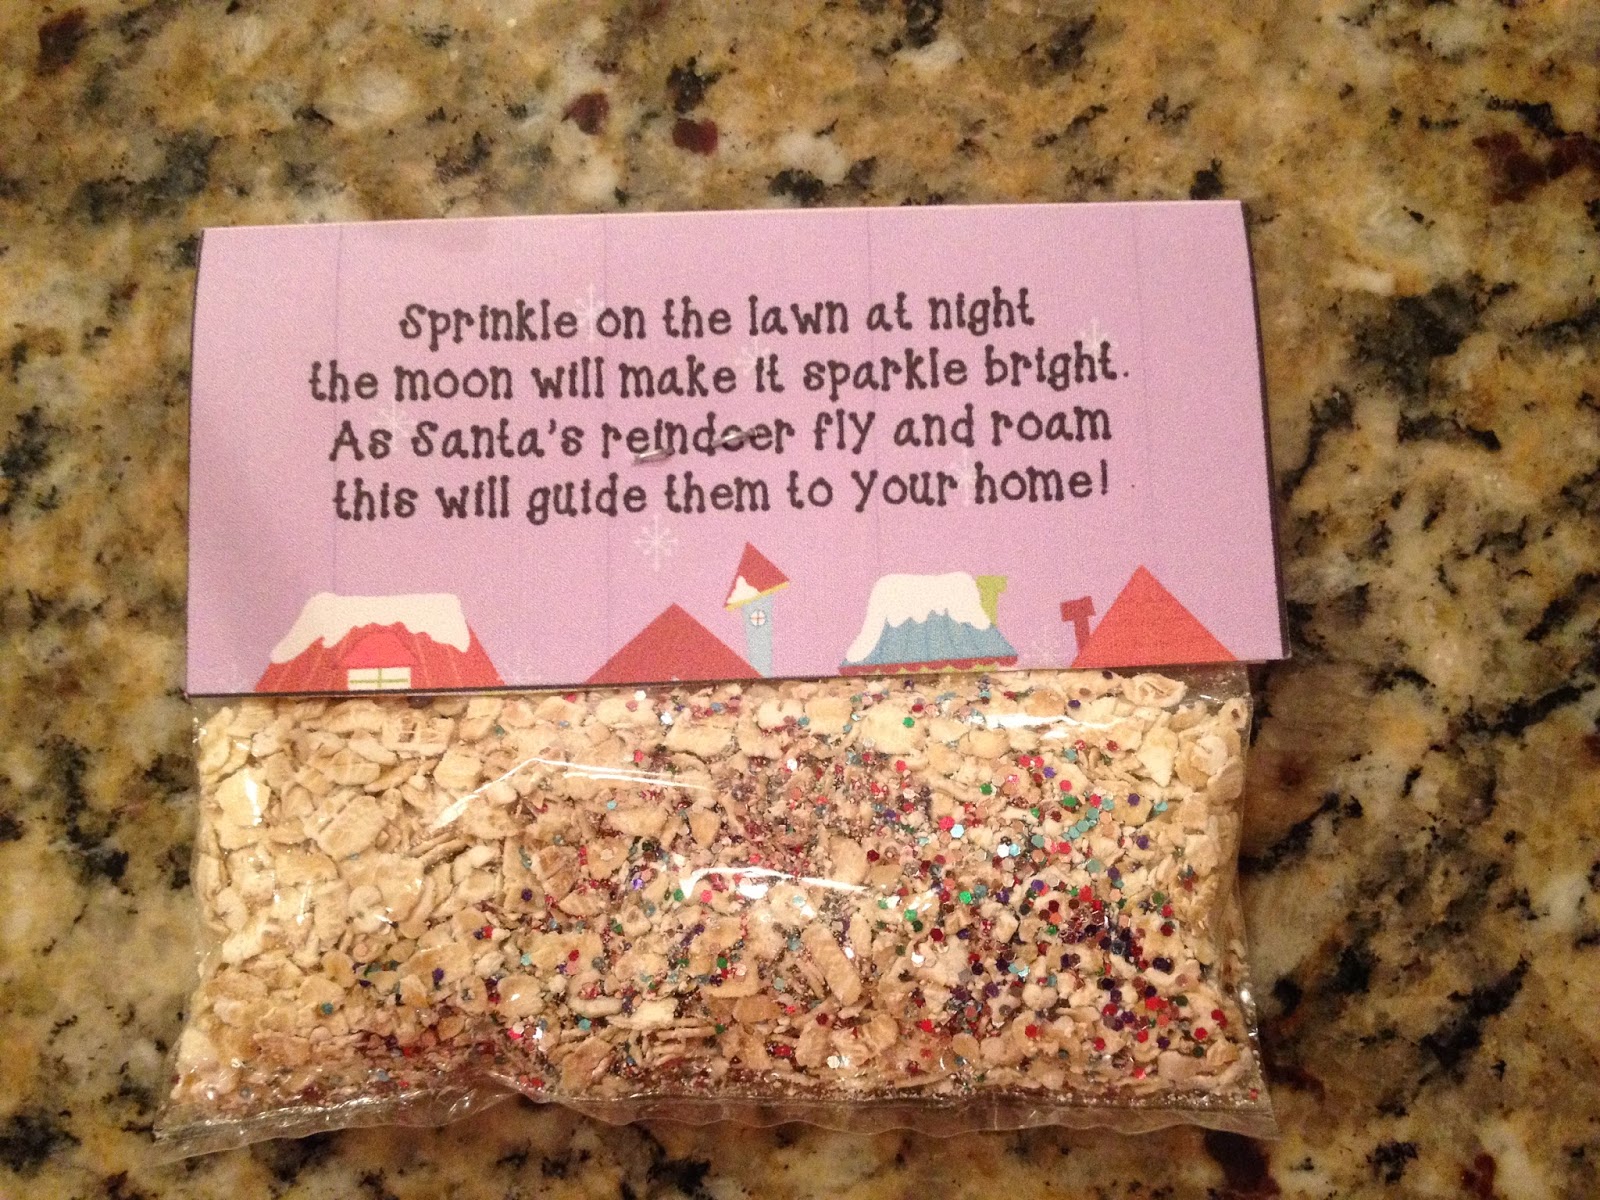 Sprinkle on the lawn at night
the moon will make it sparkle bright.
As Santa's reindeer fly and roam
this will guide them to your home!